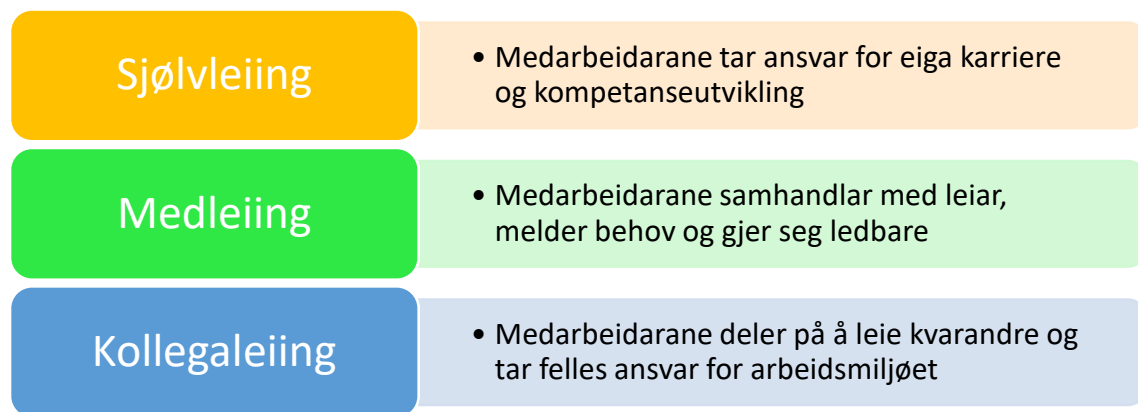 Sjølvleiing
• Medarbeidarane tar ansvar for eiga karriere
og kompetanseutvikling
Medleiing
• Medarbeidarane samhandlar med leiar,
melder behov og gjer seg ledbare
Kollegaleiing
• Medarbeidarane deler på å leie kvarandre og
tar felles ansvar for arbeidsmiljøet